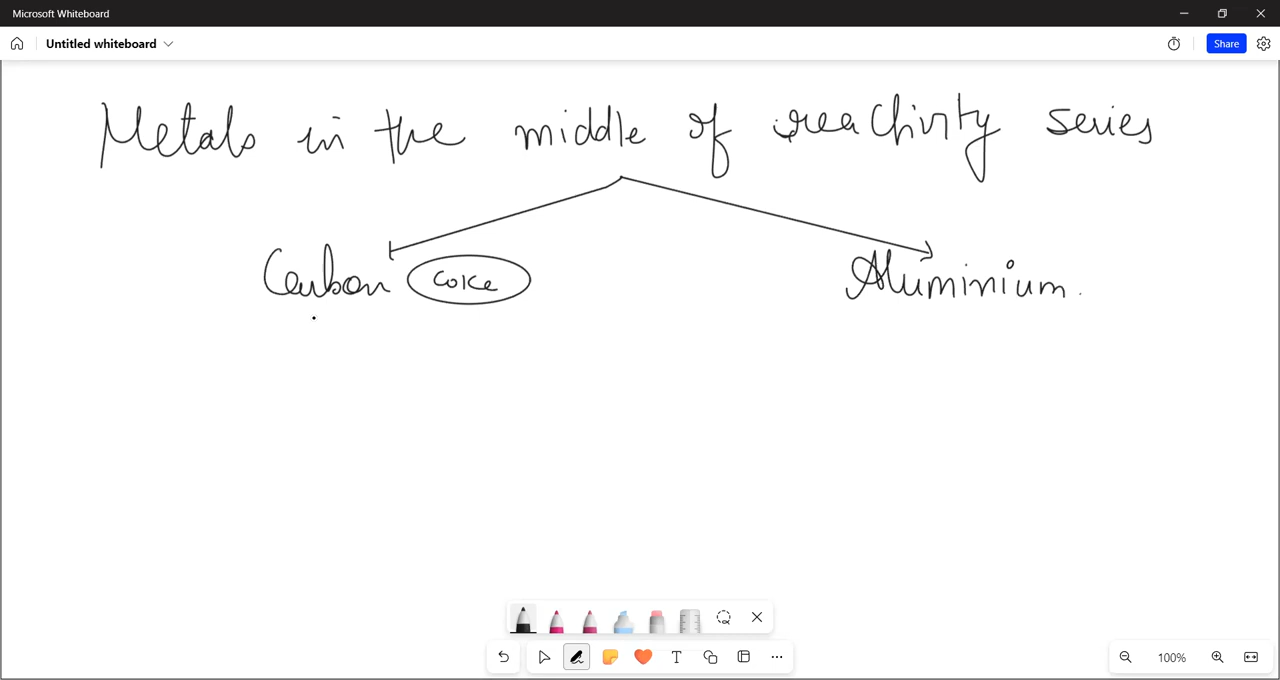 Microsoft Whiteboard
Untitled whiteboard
Share
Metals in the middle of reactivity series
Carbon coke Aluminium.
T
100%